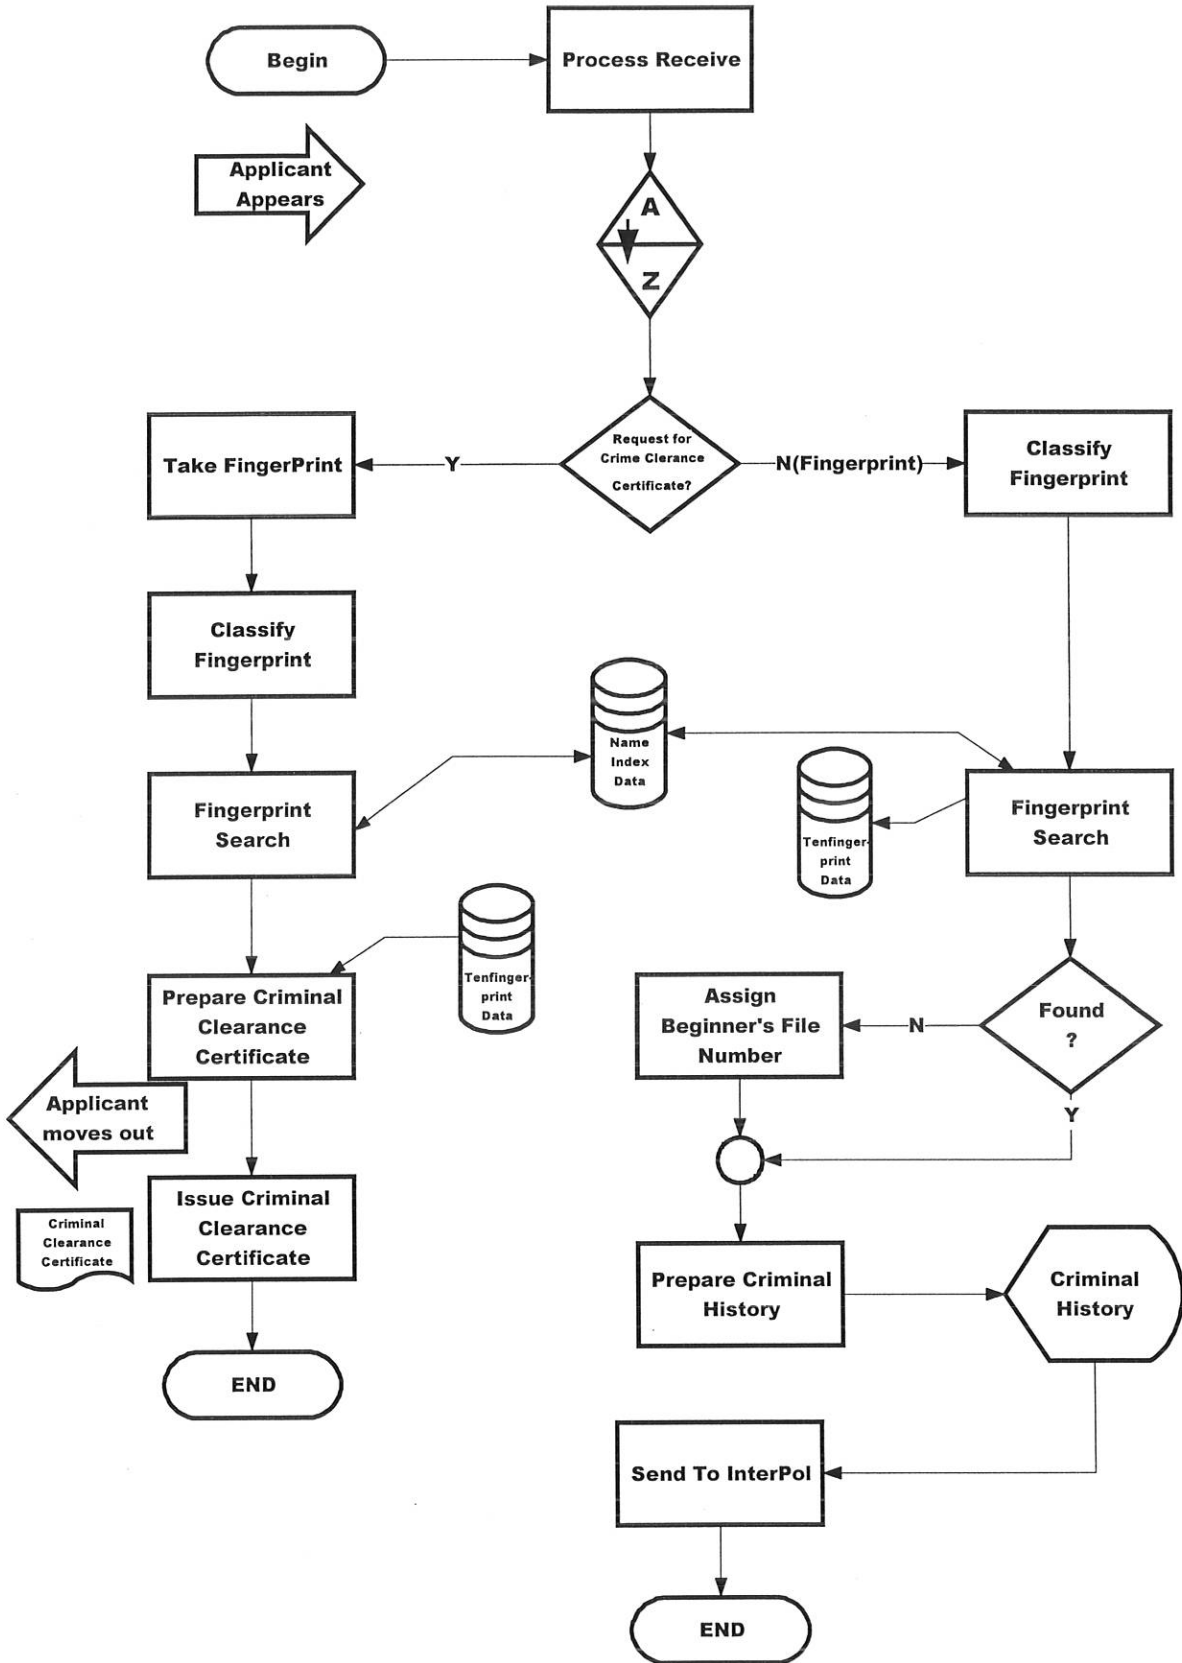 Begin
Process Receive
Applicant
Appears
A
Z
Request for
Crime Clerance
Certificate?
Y
N(Fingerprint)
Take FingerPrint
Classify
Fingerprint
Classify
Fingerprint
Name
Index
Data
Fingerprint
Search
Tenfinger-
print
Data
Fingerprint
Search
Tenfinger-
print
Data
Prepare Criminal
Clearance
Certificate
Assign
Beginner's File
Number
N
Found
?
Y
Applicant
moves out
Issue Criminal
Clearance
Certificate
Criminal
Clearance
Certificate
Prepare Criminal
History
Criminal
History
END
Send To InterPol
END